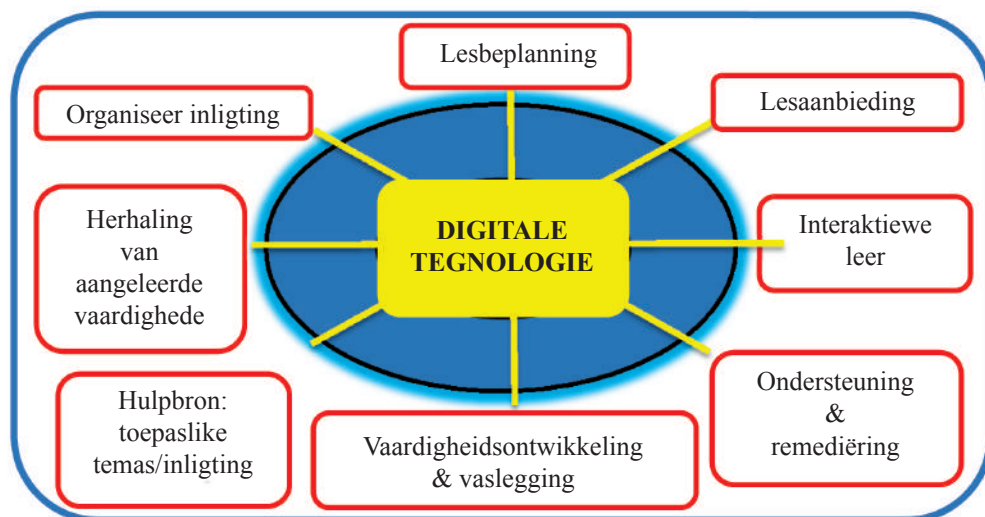 Lesbeplanning
Organiseer inligting
Lesaanbieding
Herhaling
van
aangeleerde
vaardighede
DIGITALE
TEGNOLOGIE
Interaktiewe
leer
Hulpbron:
toepaslike
temas/inligting
Vaardigheidsontwikkeling
& vaslegging
Ondersteuning
&
remediëring